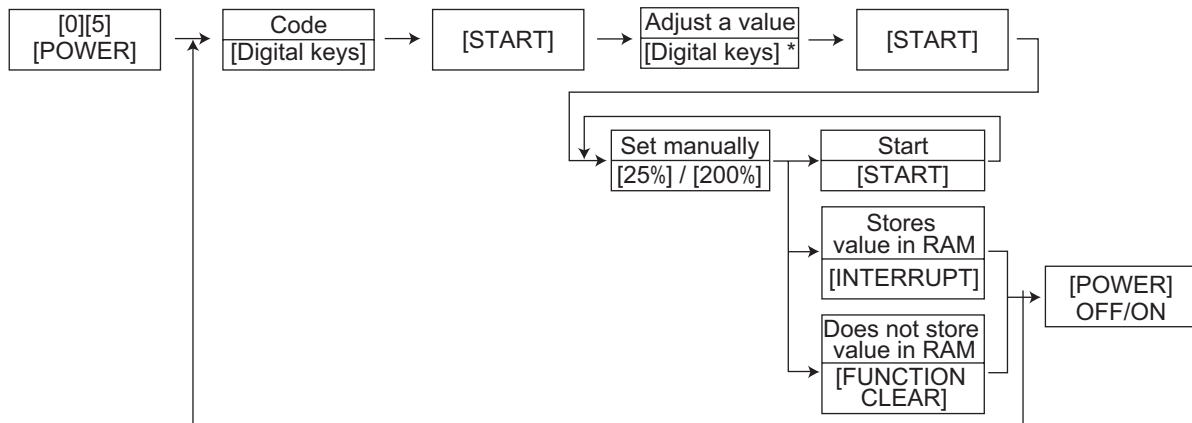 [0][5]
[POWER]
Code
[Digital keys]
[START]
Adjust a value
[Digital keys] *
[START]
Set manually
[25%] / [200%]
Start
[START]
Stores
value in RAM
[INTERRUPT]
Does not store
value in RAM
[FUNCTION
CLEAR]
[POWER]
OFF/ON